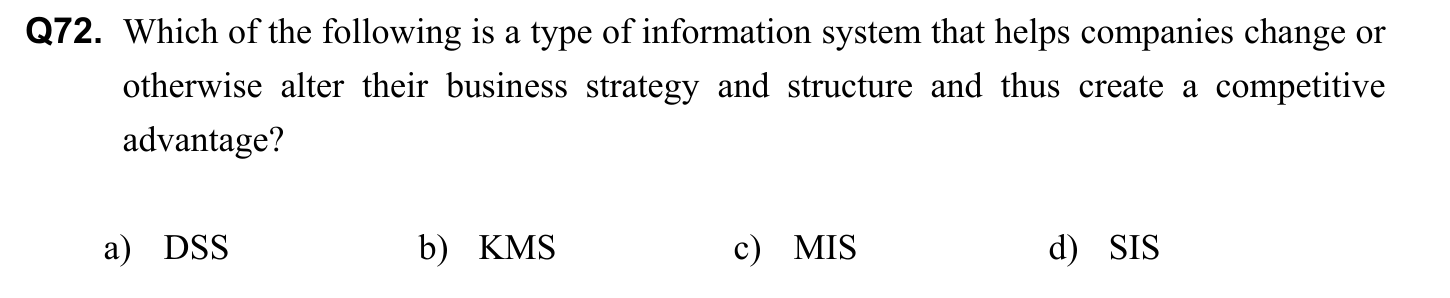 Q72. Which of the following is a type of information system that helps companies change or
otherwise alter their business strategy and structure and thus create a competitive
advantage?
a) DSS b) KMS c) MIS d) SIS